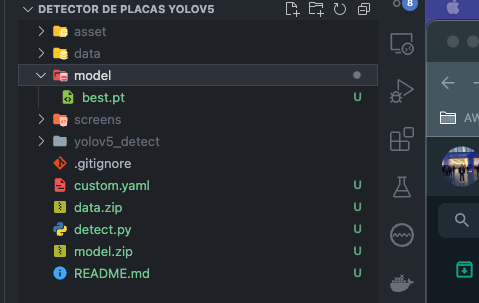 DETECTOR DE PLACAS YOLOV5
8
asset
data
model
best.pt U
screens
yolov5_detect
AW
.gitignore
custom.yaml U
data.zip U
detect.py U
model.zip U
README.md U